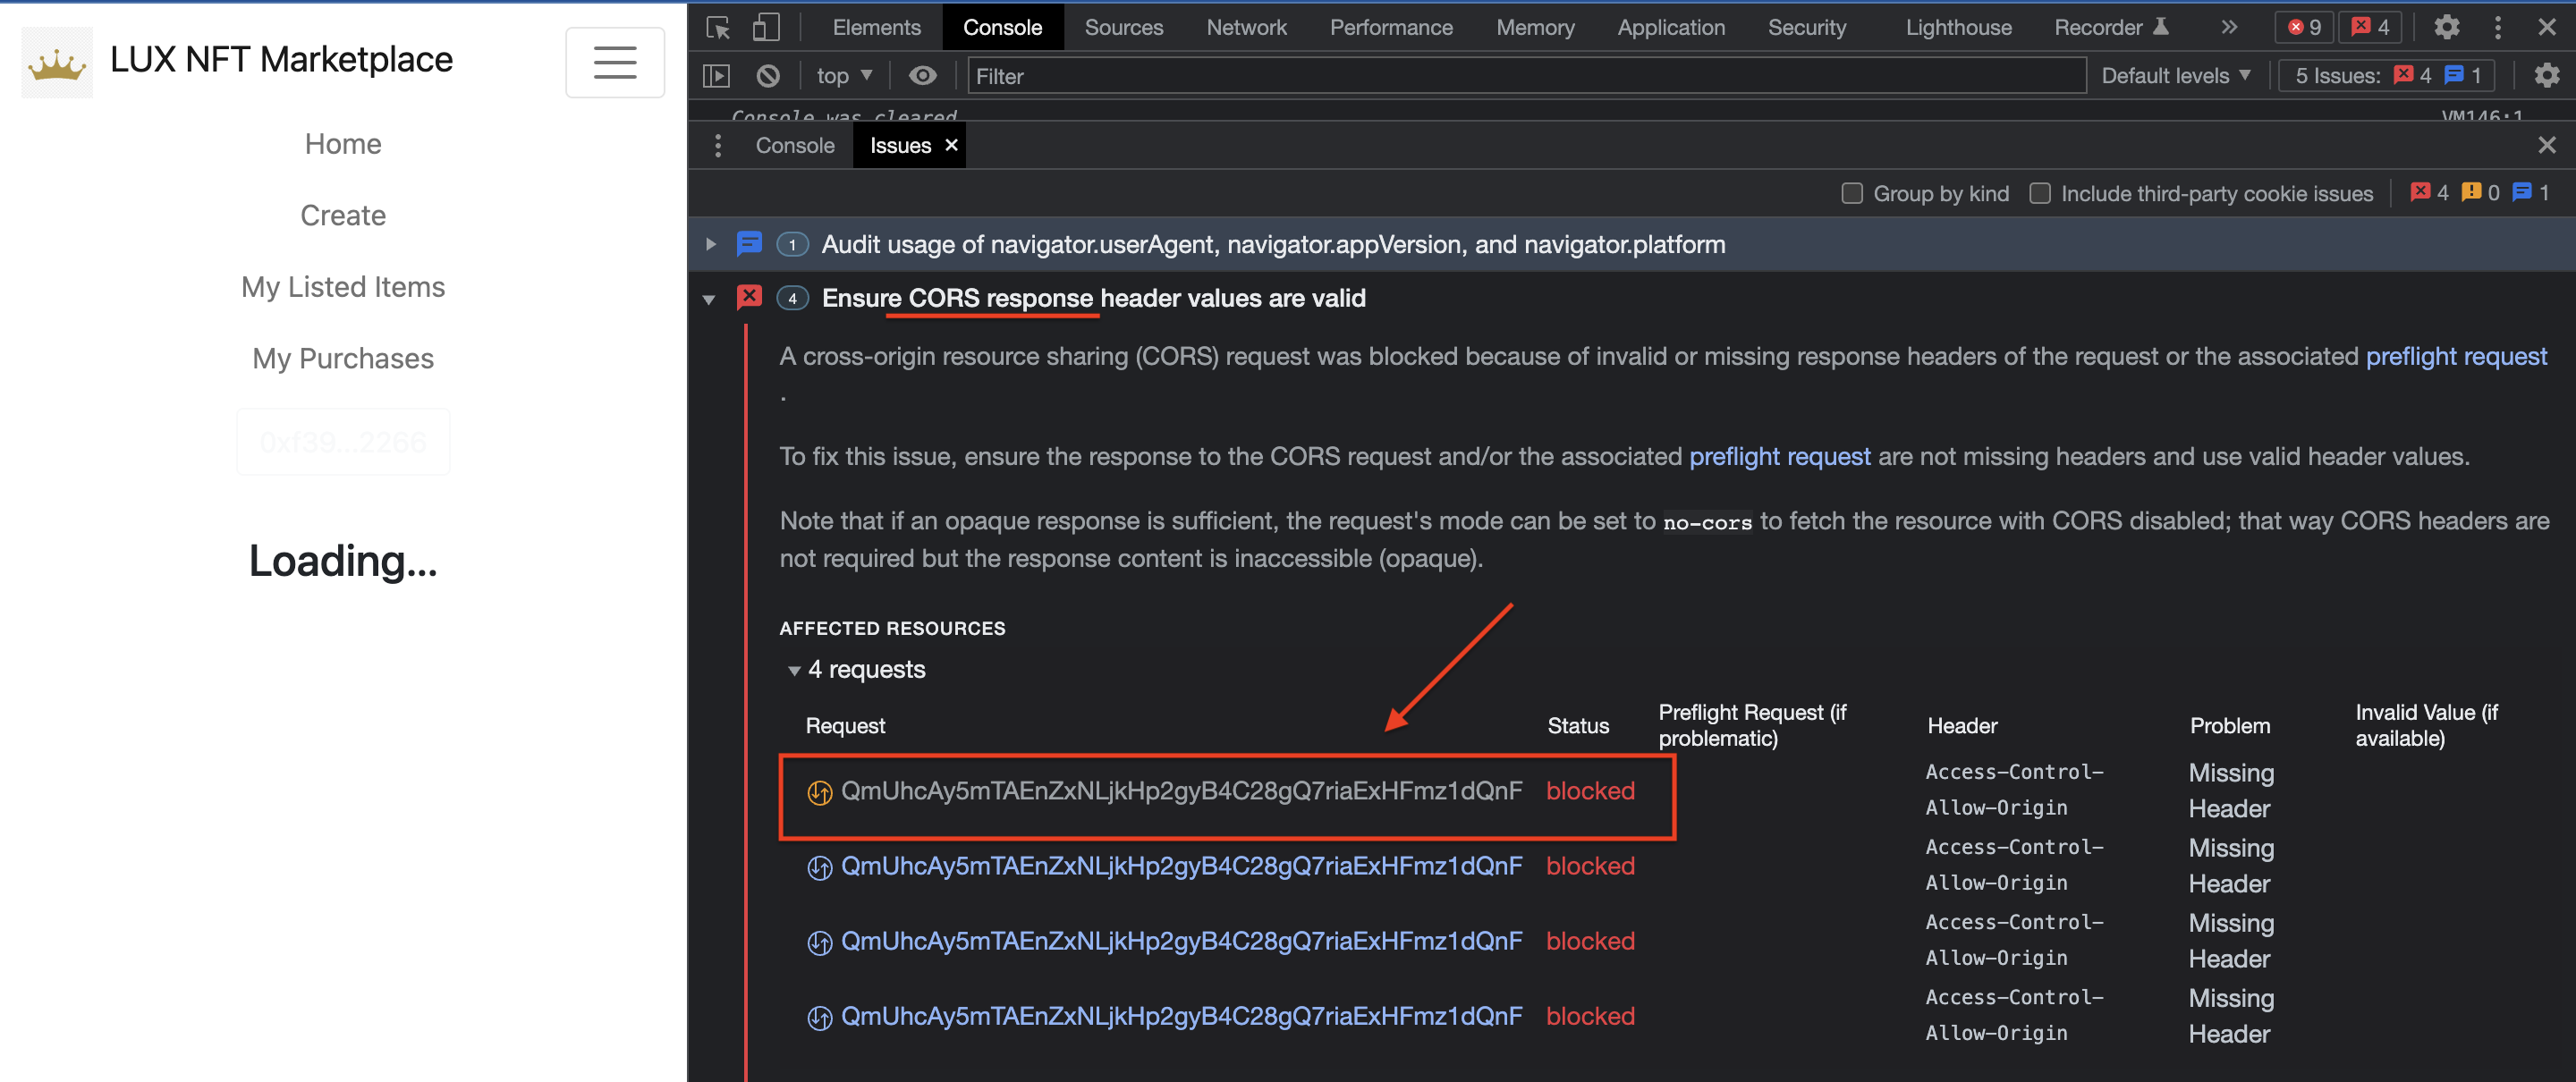 LUX NFT Marketplace
Home
Create
My Listed Items
My Purchases
0xf39...2266
Loading...
Elements Console Sources Network Performance Memory Application Security Lighthouse Recorder 9 4
top Filter Default levels 5 Issues: 4 1
Console was cleared VM146:1
Console Issues
Group by kind Include third-party cookie issues 4 0 1
1 Audit usage of navigator.userAgent, navigator.appVersion, and navigator.platform
4 Ensure CORS response header values are valid
A cross-origin resource sharing (CORS) request was blocked because of invalid or missing response headers of the request or the associated preflight request
.
To fix this issue, ensure the response to the CORS request and/or the associated preflight request are not missing headers and use valid header values.
Note that if an opaque response is sufficient, the request's mode can be set to no-cors to fetch the resource with CORS disabled; that way CORS headers are
not required but the response content is inaccessible (opaque).
AFFECTED RESOURCES
4 requests
Request Status Preflight Request (if problematic) Header Problem Invalid Value (if available)
QmUhcAy5mTAEnZxNLjkHp2gyB4C28gQ7riaExHFmz1dQnF blocked Access-Control-Allow-Origin Missing Header
QmUhcAy5mTAEnZxNLjkHp2gyB4C28gQ7riaExHFmz1dQnF blocked Access-Control-Allow-Origin Missing Header
QmUhcAy5mTAEnZxNLjkHp2gyB4C28gQ7riaExHFmz1dQnF blocked Access-Control-Allow-Origin Missing Header
QmUhcAy5mTAEnZxNLjkHp2gyB4C28gQ7riaExHFmz1dQnF blocked Access-Control-Allow-Origin Missing Header